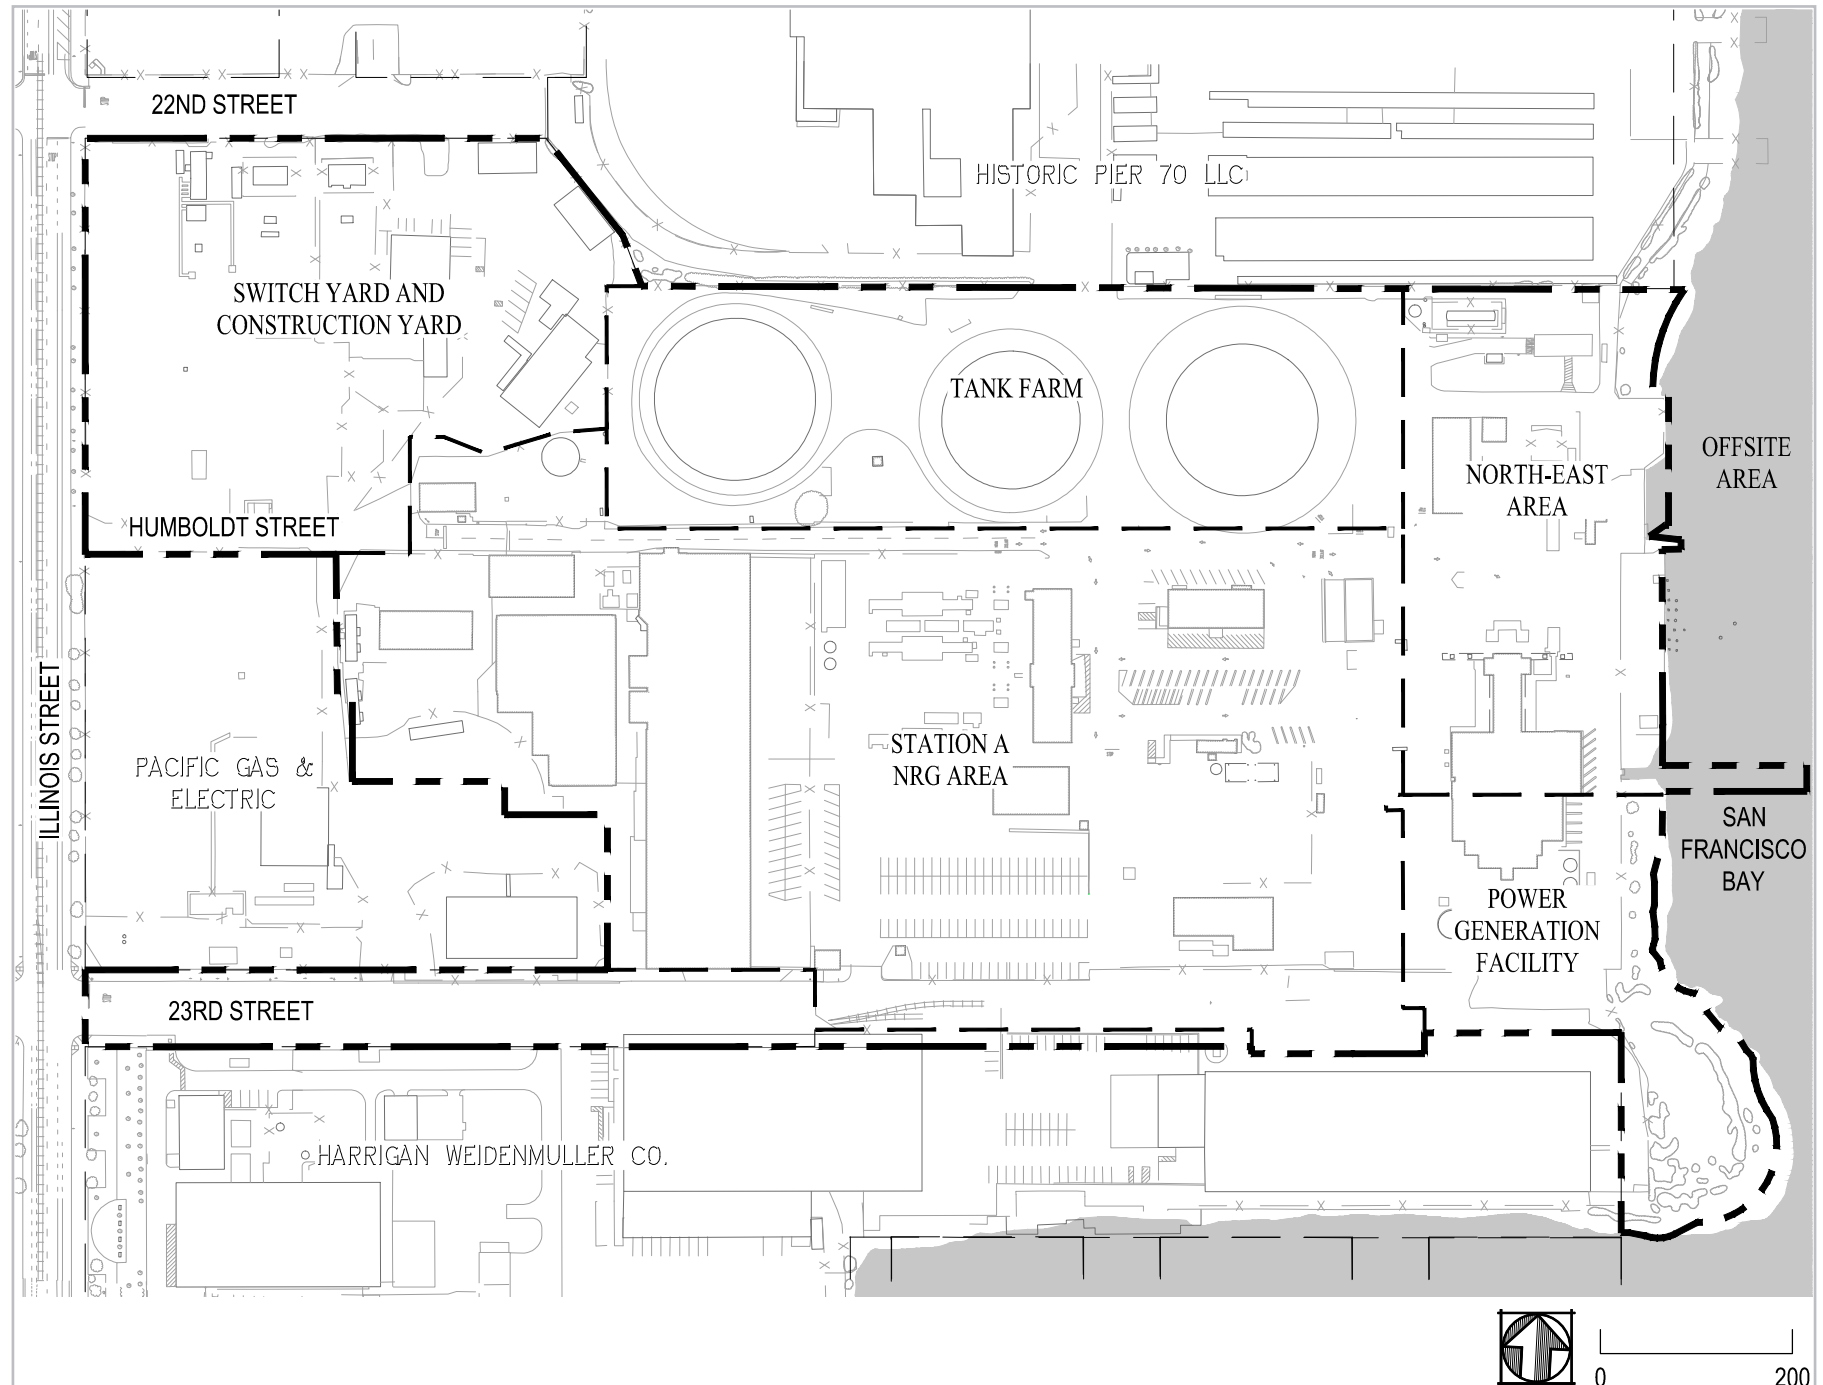 22ND STREET
HISTORIC PIER 70 LLC
SWITCH YARD AND
CONSTRUCTION YARD
TANK FARM
OFFSITE
AREA
NORTH-EAST
AREA
HUMBOLDT STREET
ILLINOIS STREET
PACIFIC GAS &
ELECTRIC
STATION A
NRG AREA
SAN
FRANCISCO
BAY
POWER
GENERATION
FACILITY
23RD STREET
HARRIGAN WEIDENMULLER CO.
0 200